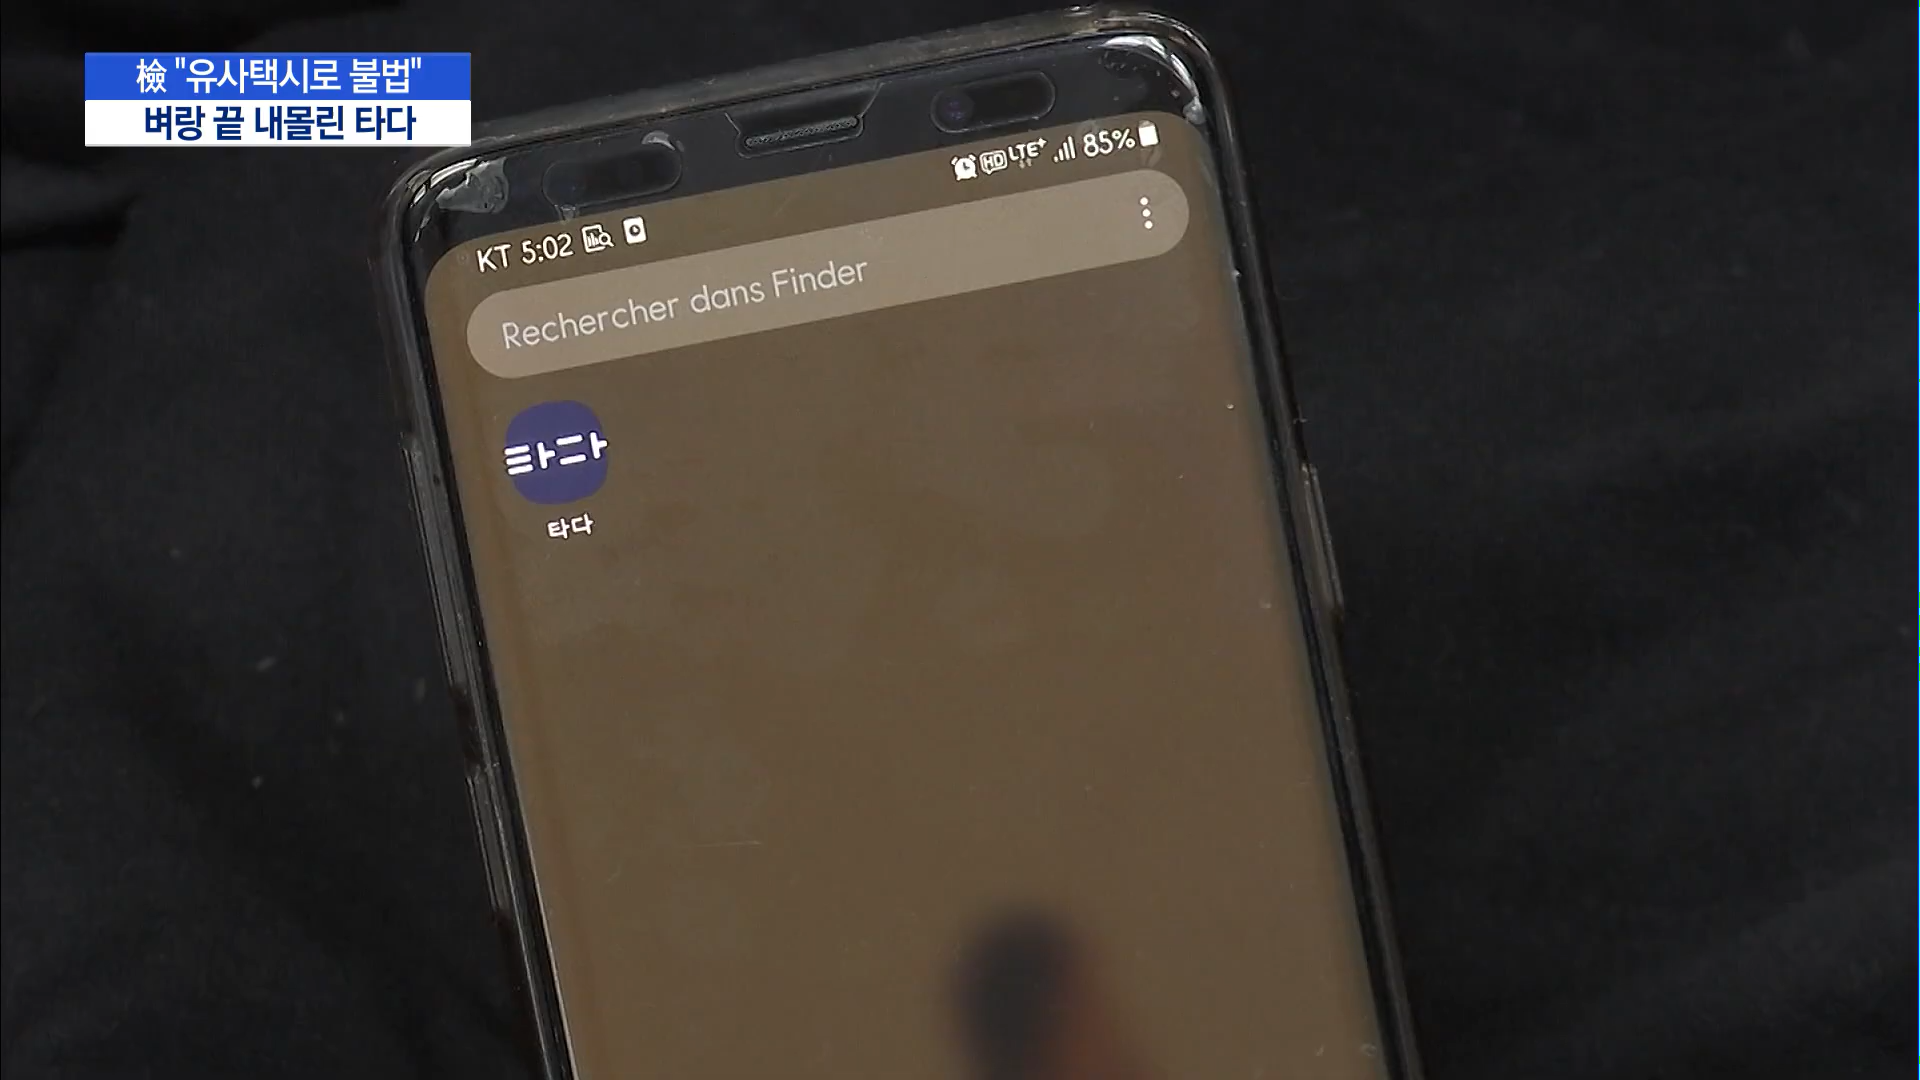 檢 "유사택시로 불법"
벼랑 끝 내몰린 타다
KT 5:02
HD LTE+ 85%
Rechercher dans Finder
타다
타다